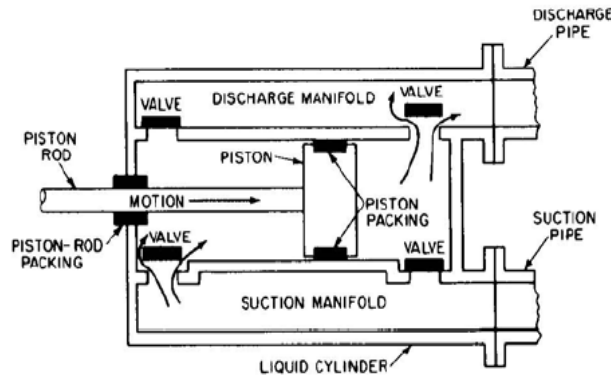 DISCHARGE
PIPE
VALVE
DISCHARGE MANIFOLD
VALVE
PISTON
ROD
PISTON
MOTION
PISTON
PACKING
SUCTION
PIPE
PISTON-ROD
PACKING
VALVE
VALVE
SUCTION MANIFOLD
LIQUID CYLINDER